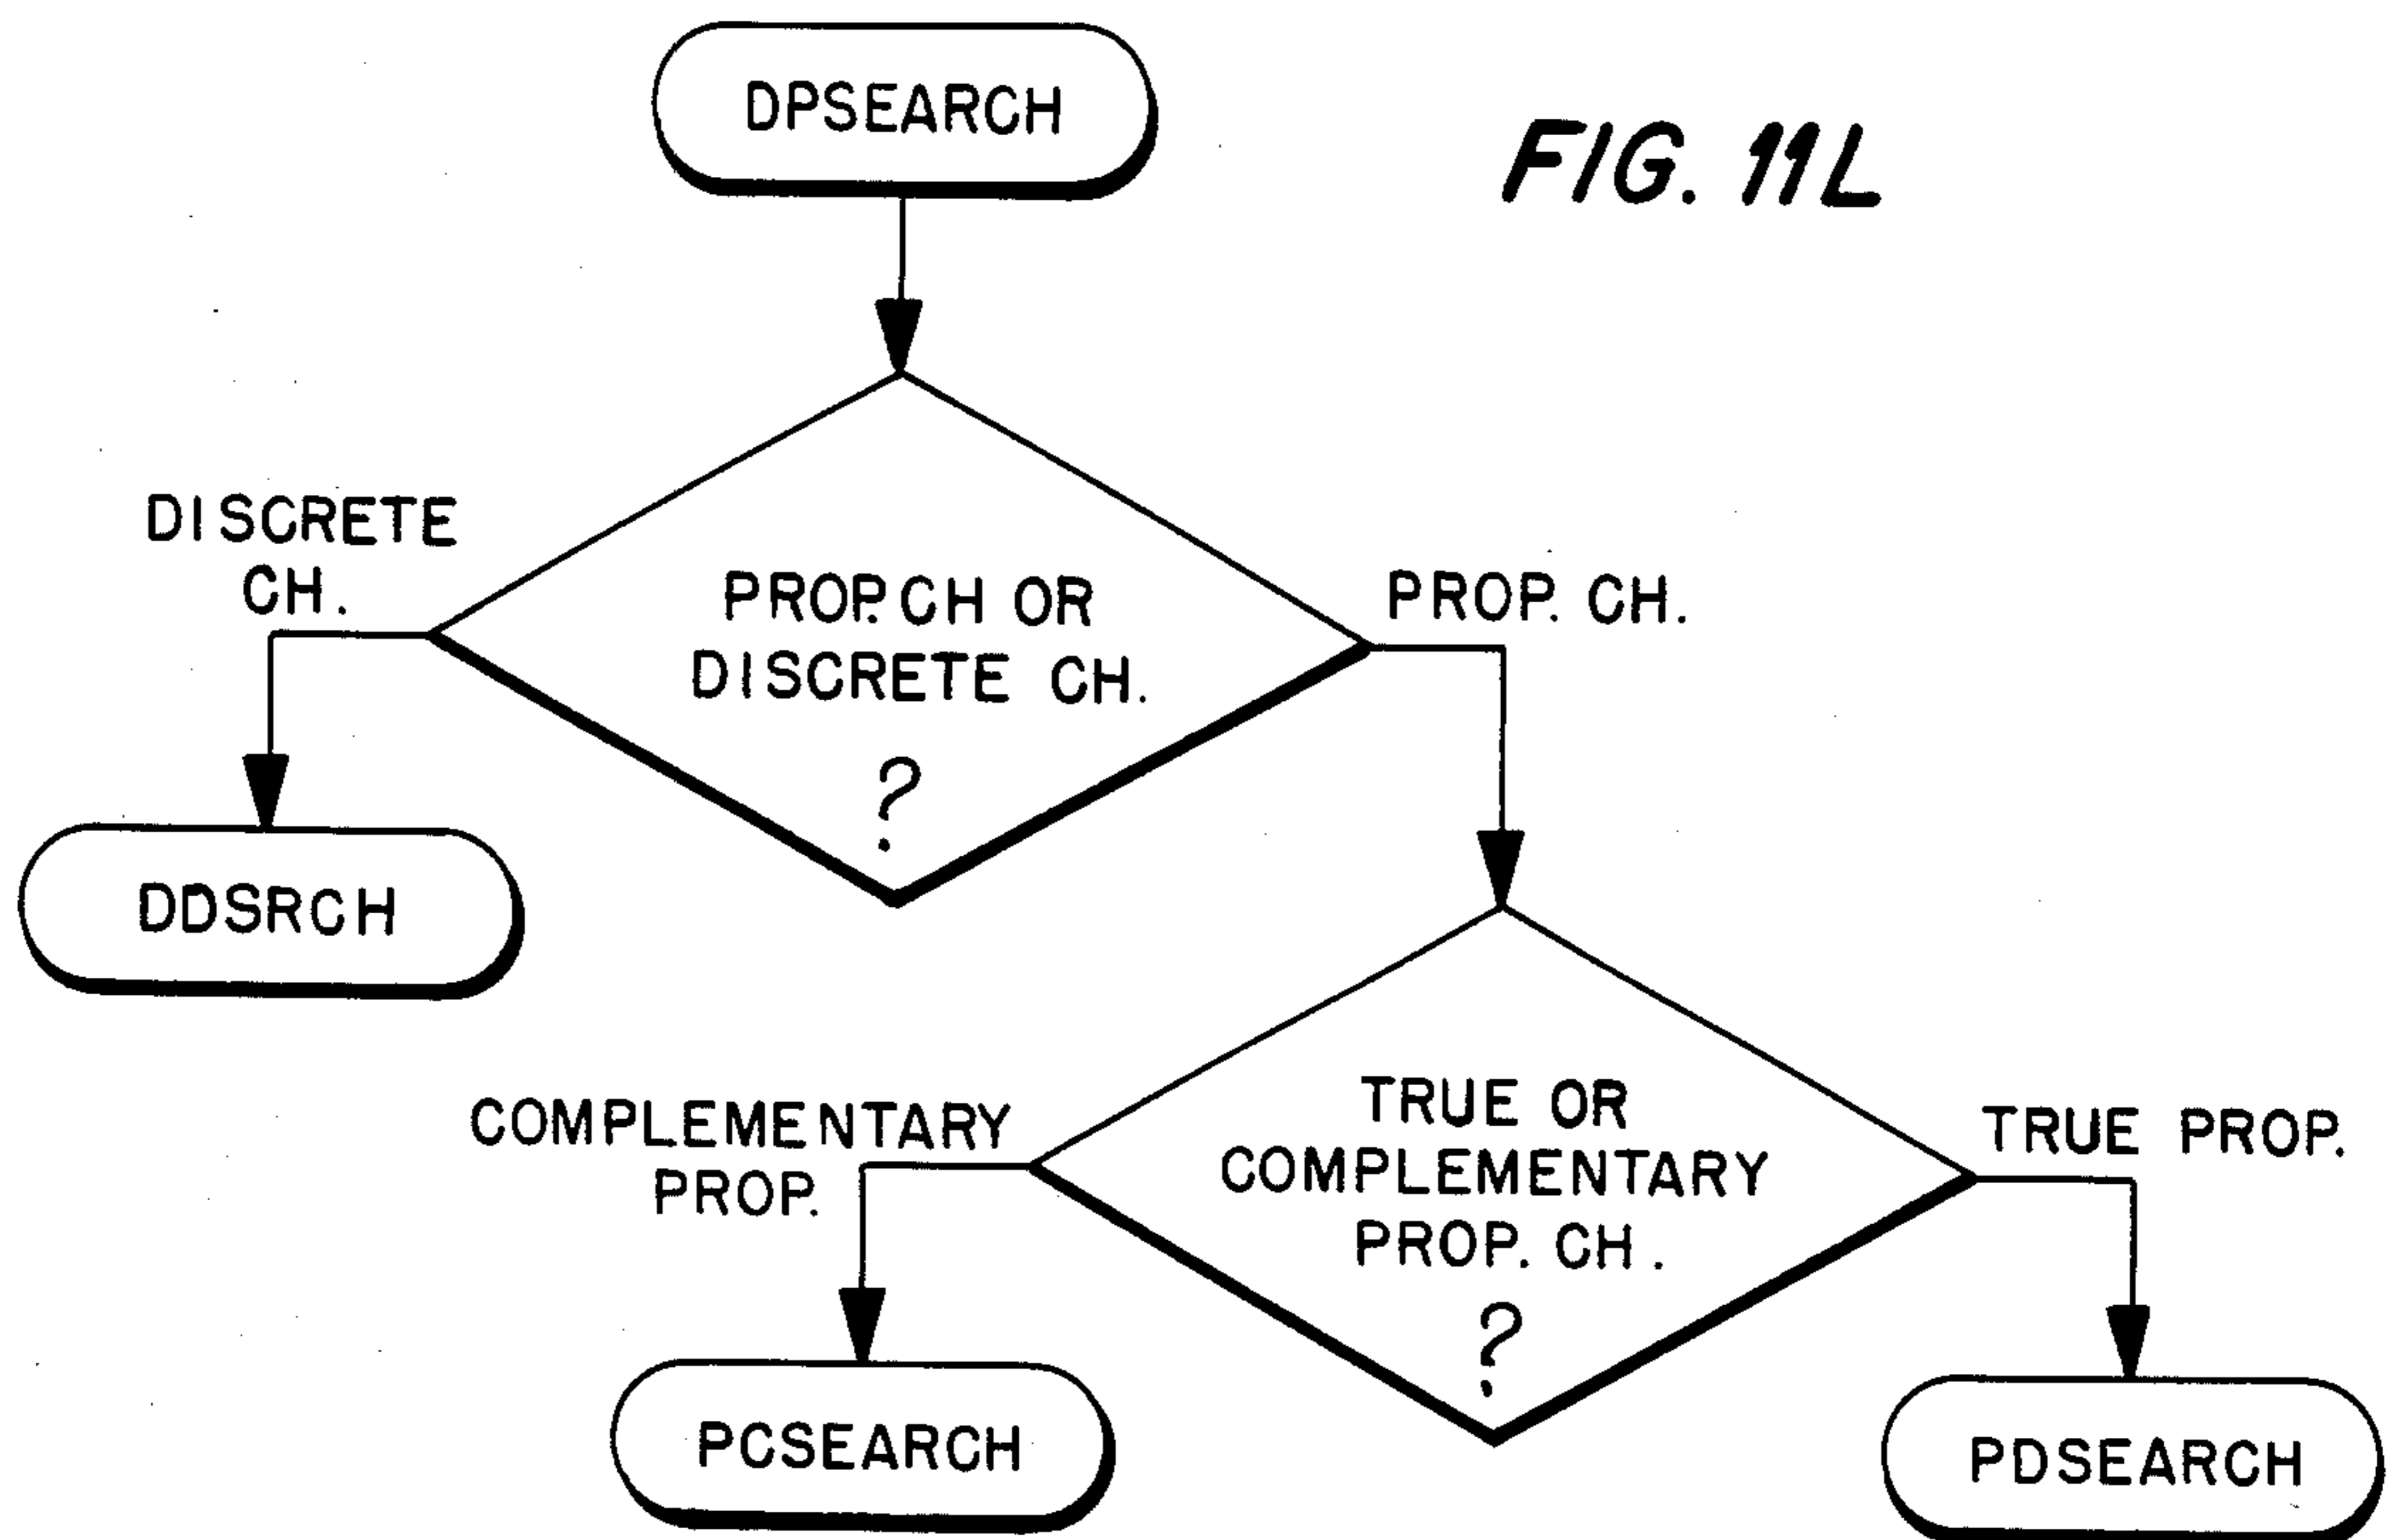 DPSEARCH
FIG. 11L
DISCRETE
CH.
PROP. CH OR
DISCRETE CH.
?
PROP. CH.
DDSRCH
COMPLEMENTARY
PROP.
TRUE OR
COMPLEMENTARY
PROP. CH.
?
TRUE PROP.
PCSEARCH
PDSEARCH